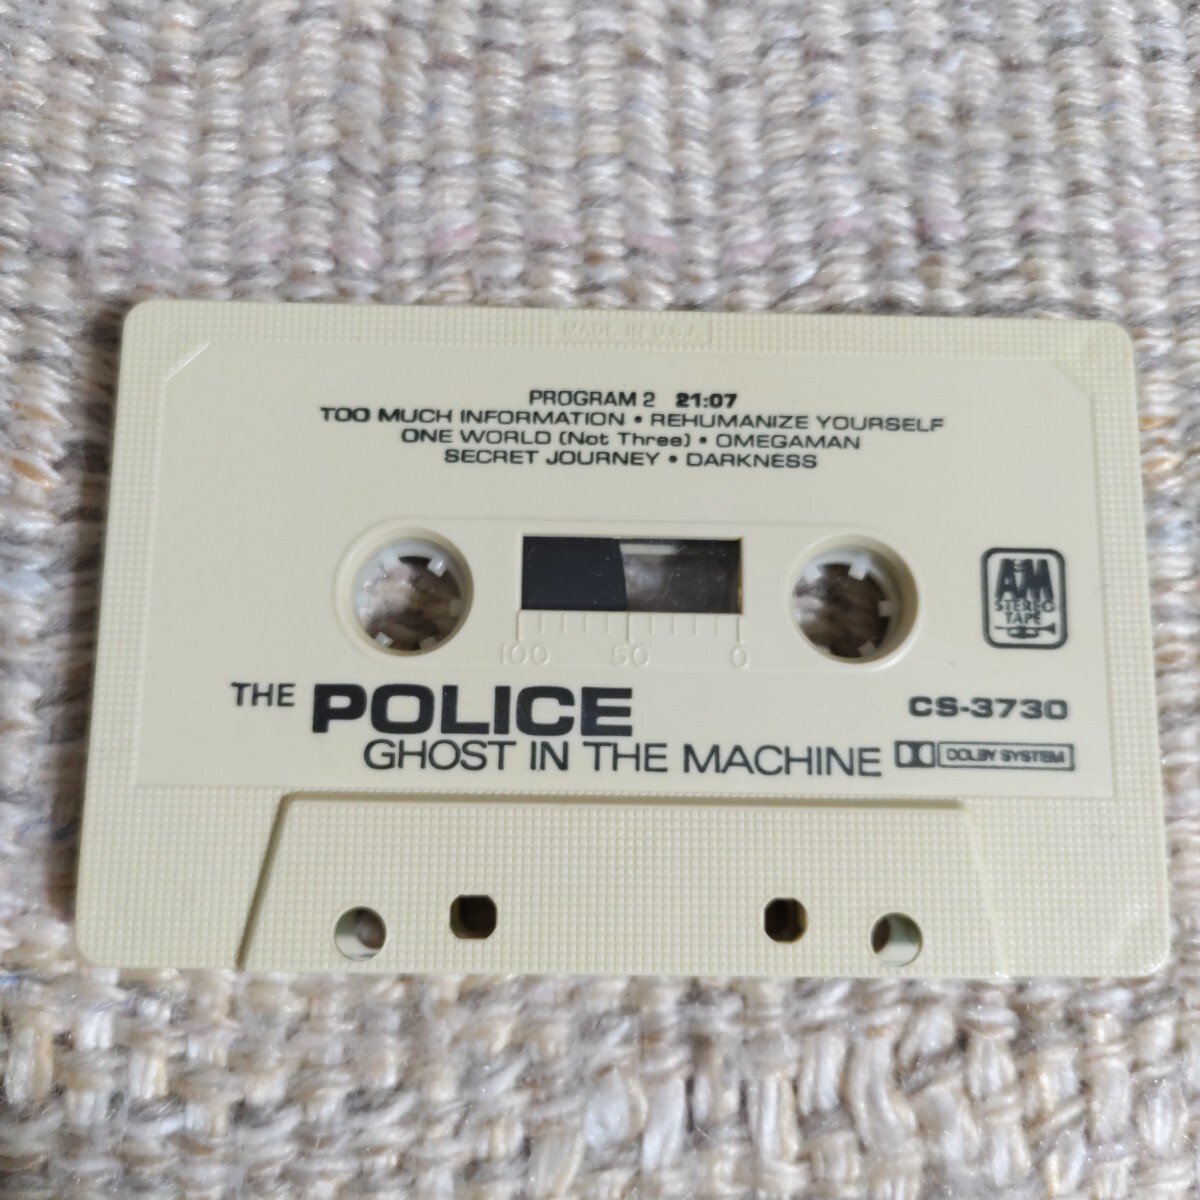 MADE IN U.S.A.
PROGRAM 2 21:07
TOO MUCH INFORMATION • REHUMANIZE YOURSELF
ONE WORLD (Not Three) • OMEGAMAN
SECRET JOURNEY • DARKNESS
A&M
STEREO
TAPE
100 50 0
THE POLICE
CS-3730
GHOST IN THE MACHINE
DOLBY SYSTEM